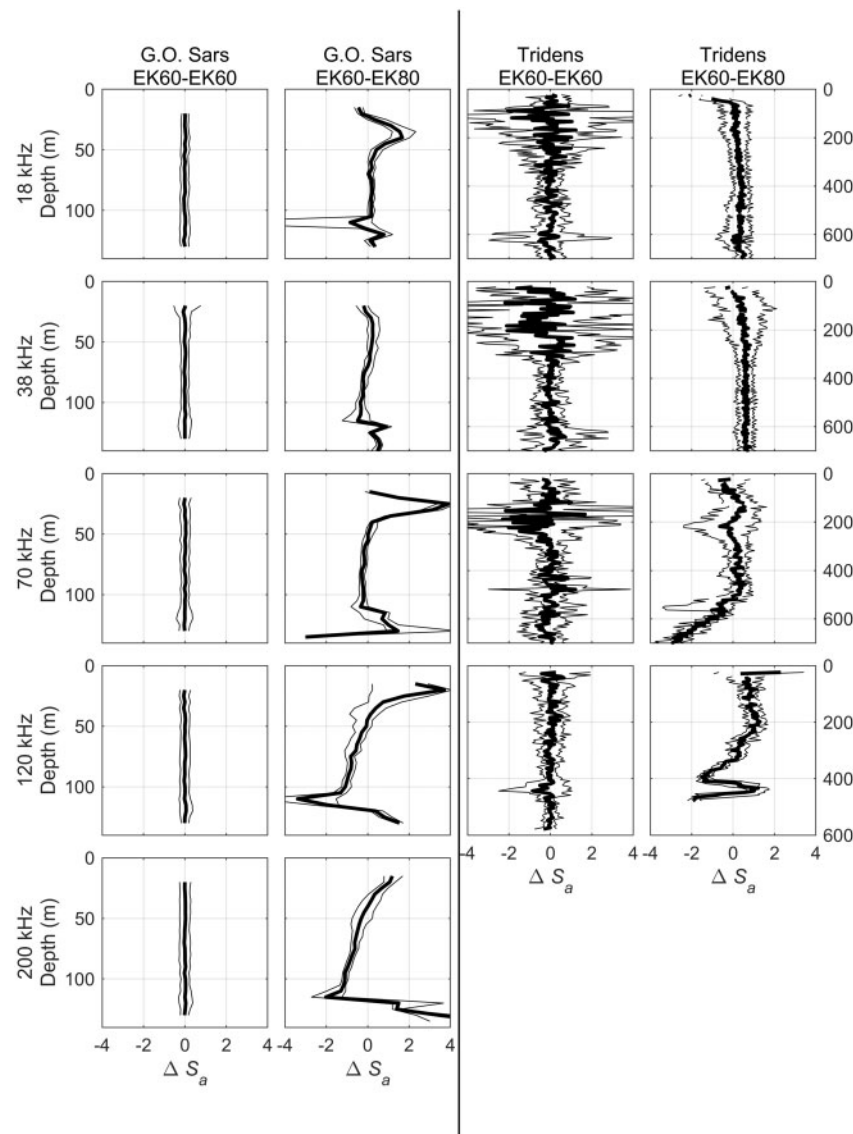 G.O. Sars
EK60-EK60
G.O. Sars
EK60-EK80
Tridens
EK60-EK60
Tridens
EK60-EK80
18 kHz
Depth (m)
0
50
100
0
200
400
600
38 kHz
Depth (m)
0
50
100
0
200
400
600
70 kHz
Depth (m)
0
50
100
0
200
400
600
120 kHz
Depth (m)
0
50
100
0
200
400
600
-4 -2 0 2 4 -4 -2 0 2 4
Δ Sa Δ Sa
200 kHz
Depth (m)
0
50
100
-4 -2 0 2 4 -4 -2 0 2 4
Δ Sa Δ Sa